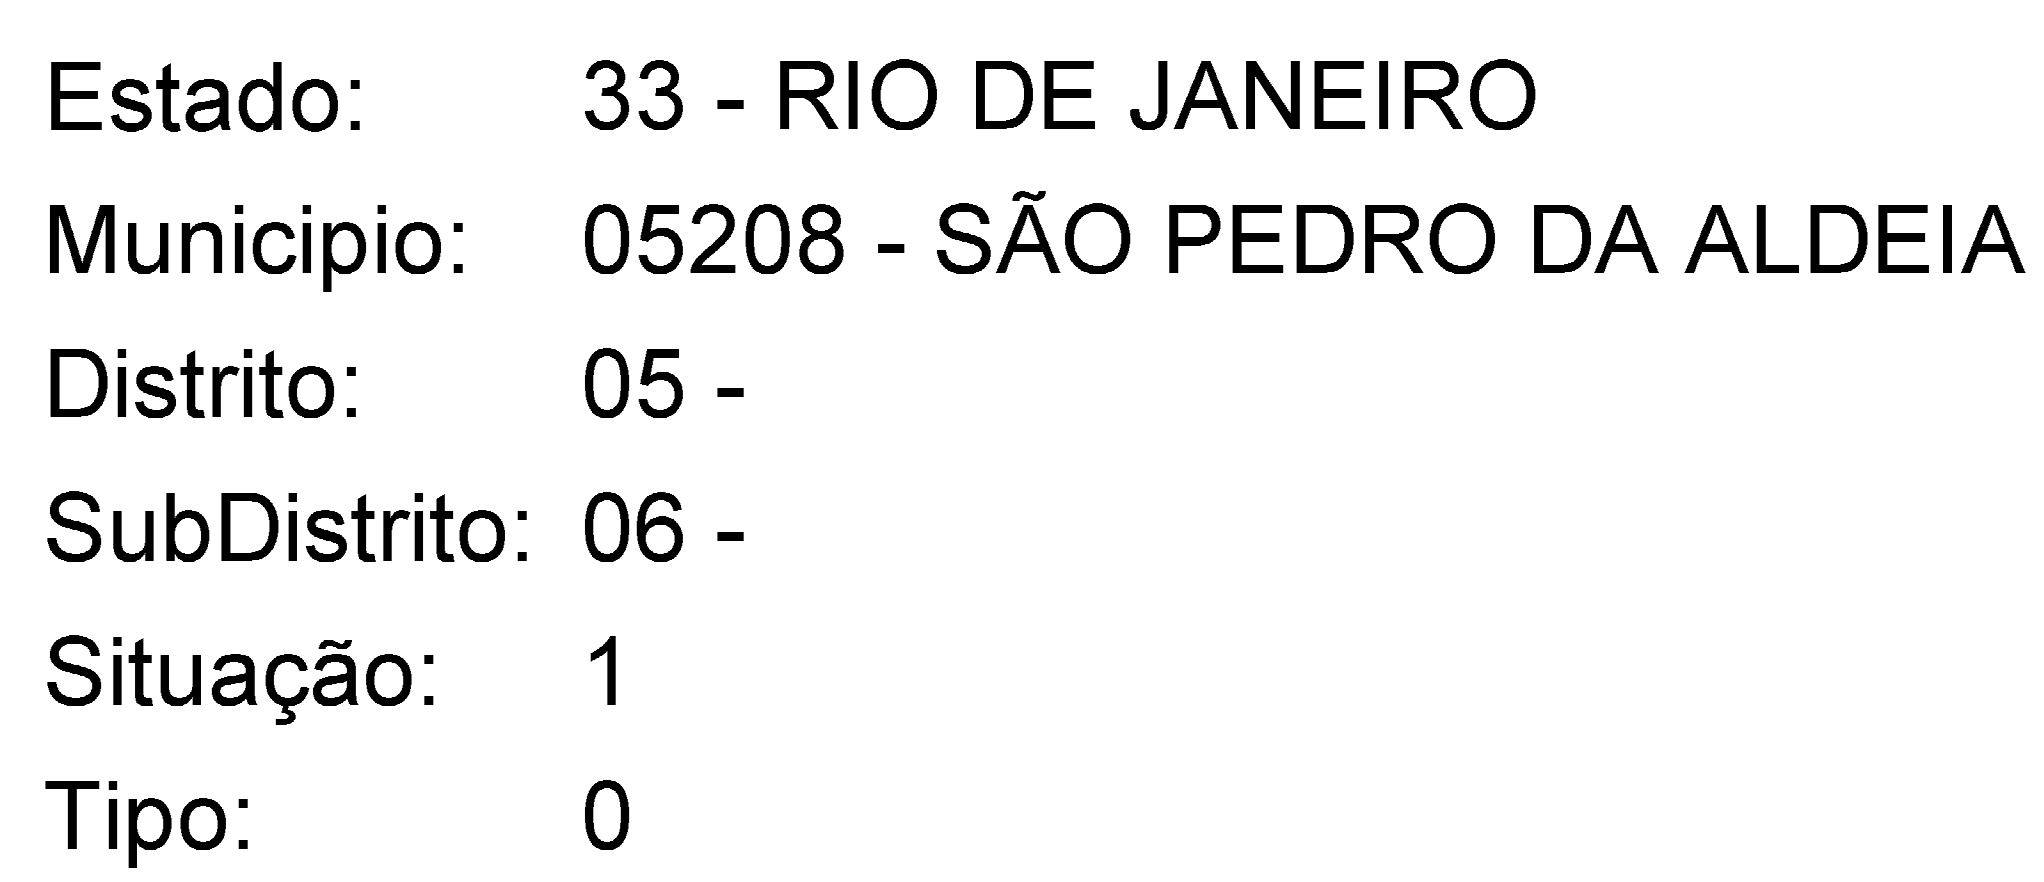 Estado: 33 - RIO DE JANEIRO
Municipio: 05208 - SÃO PEDRO DA ALDEIA
Distrito: 05 -
SubDistrito: 06 -
Situação: 1
Tipo: 0